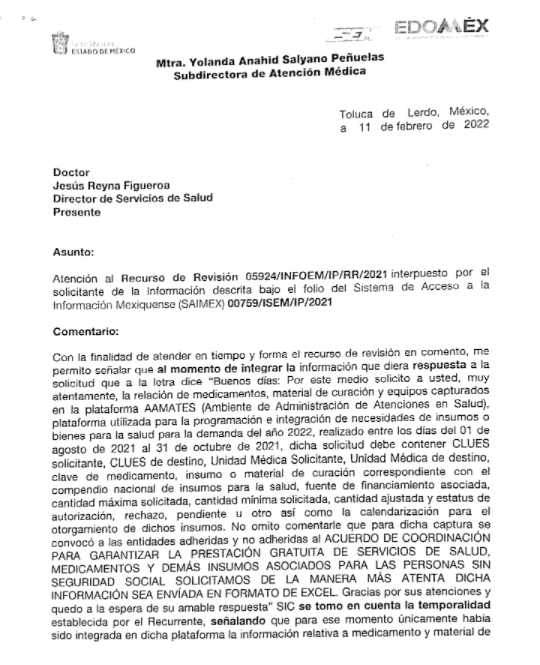 ESTADO DE MÉXICO
EDOMÉX
Mtra. Yolanda Anahid Salyano Peñuelas
Subdirectora de Atención Médica
Toluca de Lerdo, México,
a 11 de febrero de 2022
Doctor
Jesús Reyna Figueroa
Director de Servicios de Salud
Presente
Asunto:
Atención al Recurso de Revisión 05924/INFOEM/IP/RR/2021 interpuesto por el
solicitante de la Información descrita bajo el folio del Sistema de Acceso a la
Información Mexiquense (SAIMEX) 00759/ISEM/IP/2021
Comentario:
Con la finalidad de atender en tiempo y forma el recurso de revisión en comento, me
permito señalar que al momento de integrar la información que diera respuesta a la
solicitud que a la letra dice “Buenos días: Por este medio solicito a usted, muy
atentamente, la relación de medicamentos, material de curación y equipos capturados
en la plataforma AAMATES (Ambiente de Administración de Atenciones en Salud),
plataforma utilizada para la programación e integración de necesidades de insumos o
bienes para la salud para la demanda del año 2022, realizado entre los días del 01 de
agosto de 2021 al 31 de octubre de 2021, dicha solicitud debe contener CLUES
solicitante, CLUES de destino, Unidad Médica Solicitante, Unidad Médica de destino,
clave de medicamento, insumo o material de curación correspondiente con el
compendio nacional de insumos para la salud, fuente de financiamiento asociada,
cantidad máxima solicitada, cantidad mínima solicitada, cantidad ajustada y estatus de
autorización, rechazo, pendiente u otro así como la calendarización para el
otorgamiento de dichos insumos. No omito comentarle que para dicha captura se
convocó a las entidades adheridas y no adheridas al ACUERDO DE COORDINACIÓN
PARA GARANTIZAR LA PRESTACIÓN GRATUITA DE SERVICIOS DE SALUD,
MEDICAMENTOS Y DEMÁS INSUMOS ASOCIADOS PARA LAS PERSONAS SIN
SEGURIDAD SOCIAL SOLICITAMOS DE LA MANERA MÁS ATENTA DICHA
INFORMACIÓN SEA ENVÍADA EN FORMATO DE EXCEL. Gracias por sus atenciones y
quedo a la espera de su amable respuesta” SIC se tomo en cuenta la temporalidad
establecida por el Recurrente, señalando que para ese momento únicamente había
sido integrada en dicha plataforma la información relativa a medicamento y material de